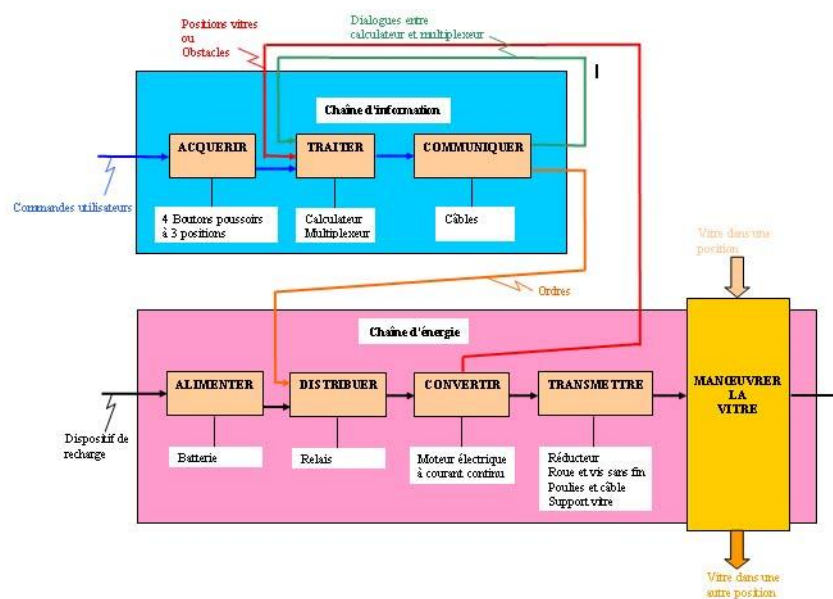 Positions vitres
ou
Obstacles
Dialogues entre
calculateur et multiplexeur
Chaîne d'information
ACQUERIR
TRAITER
COMMUNIQUER
Commandes utilisateurs
4 Boutons poussoirs
à 3 positions
Calculateur
Multiplexeur
Câbles
Vitre dans une
position
Ordres
Chaîne d'énergie
ALIMENTER
DISTRIBUER
CONVERTIR
TRANSMETTRE
MANŒUVRER
LA
VITRE
Dispositif de
recharge
Batterie
Relais
Moteur électrique
à courant continu
Réducteur
Roue et vis sans fin
Poulies et câble
Support vitre
Vitre dans une
autre position